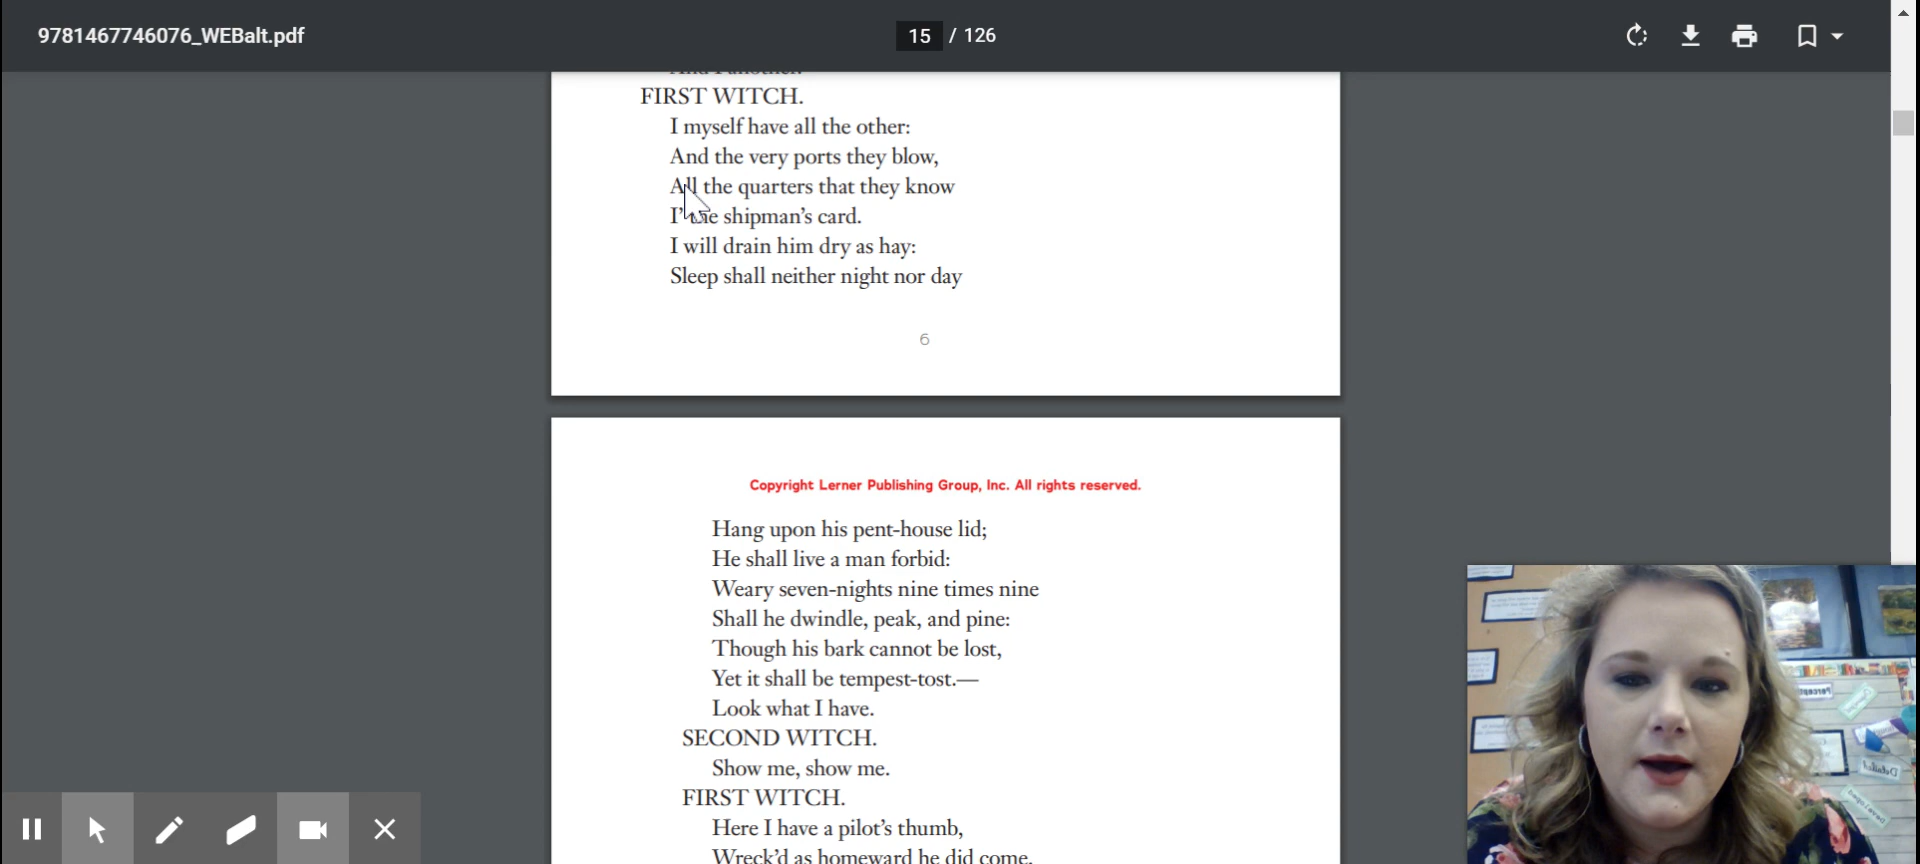 9781467746076_WEBalt.pdf
15 / 126
And I another.
FIRST WITCH.
I myself have all the other:
And the very ports they blow,
All the quarters that they know
I’ the shipman’s card.
I will drain him dry as hay:
Sleep shall neither night nor day
6
Copyright Lerner Publishing Group, Inc. All rights reserved.
Hang upon his pent-house lid;
He shall live a man forbid:
Weary seven-nights nine times nine
Shall he dwindle, peak, and pine:
Though his bark cannot be lost,
Yet it shall be tempest-tost.—
Look what I have.
SECOND WITCH.
Show me, show me.
FIRST WITCH.
Here I have a pilot’s thumb,
Wreck’d as homeward he did come.
Detailed